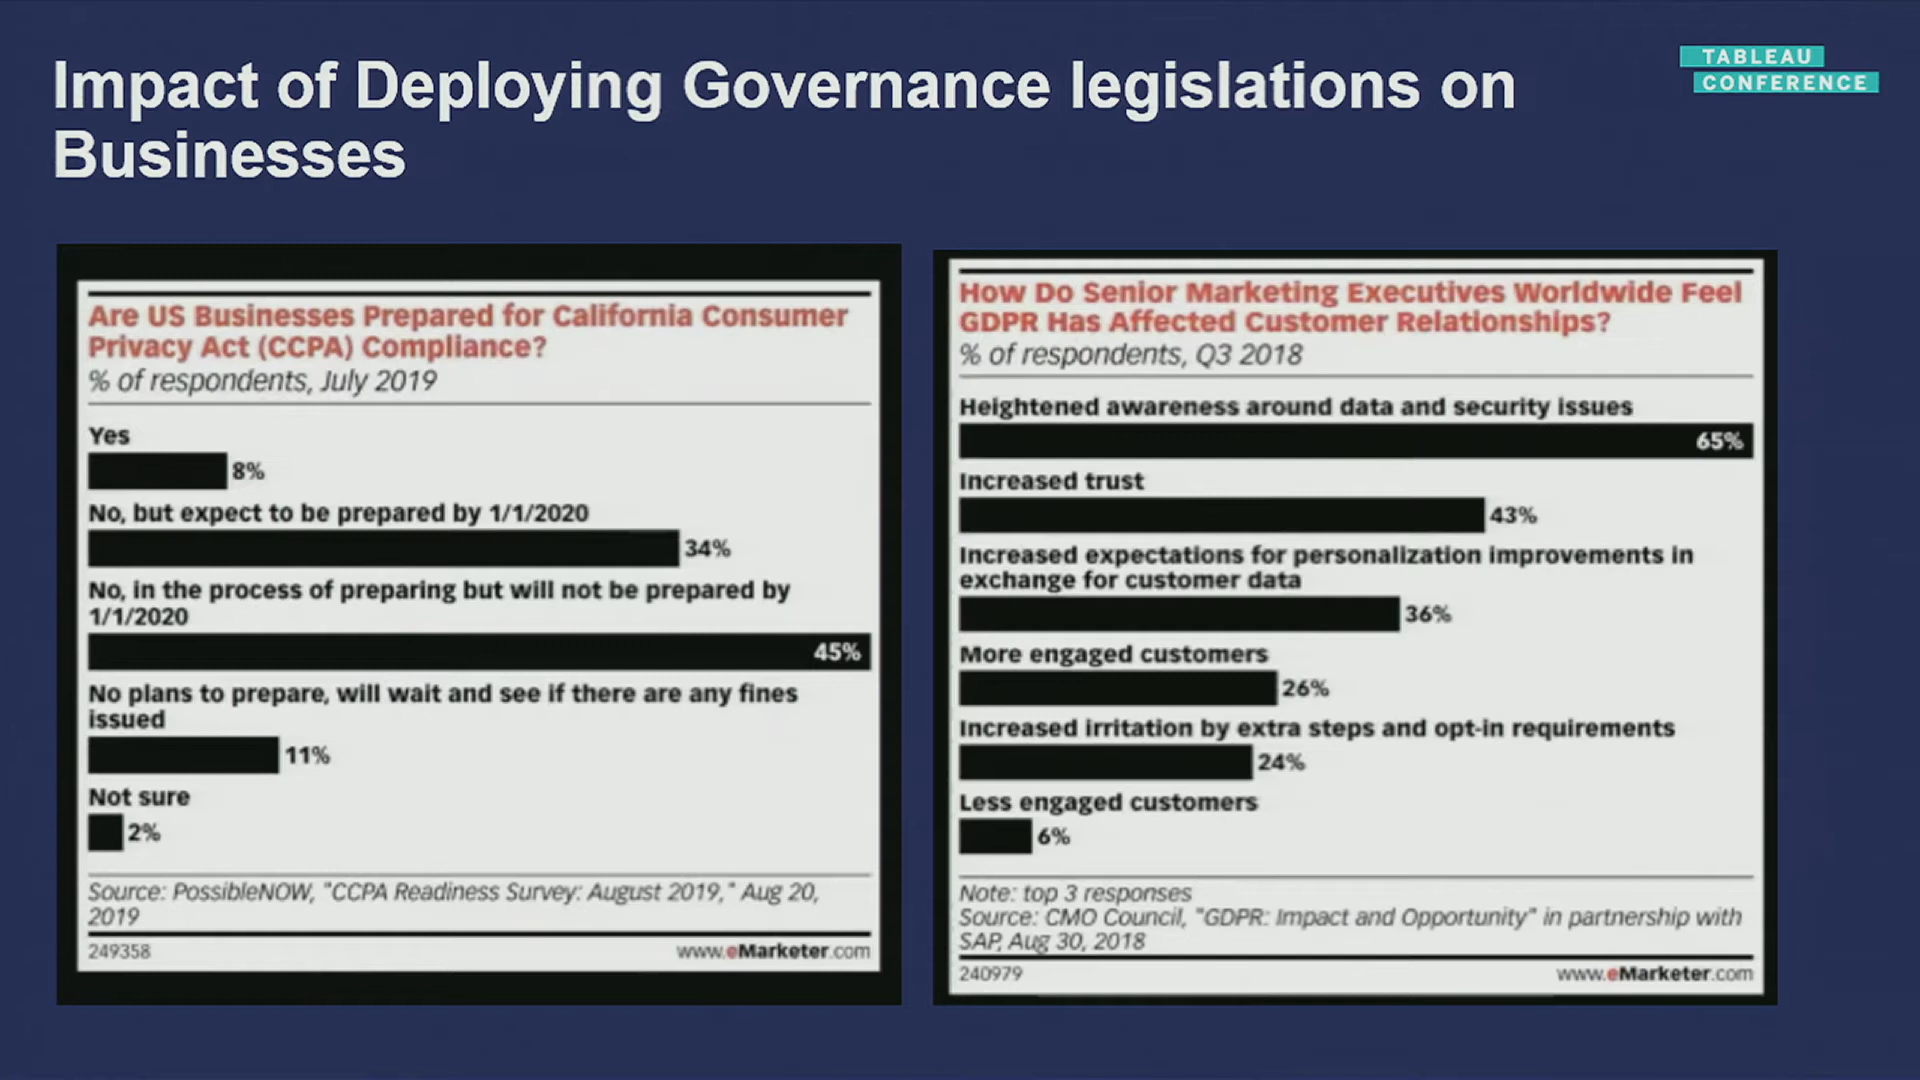 Impact of Deploying Governance legislations on
Businesses
TABLEAU
CONFERENCE
Are US Businesses Prepared for California Consumer
Privacy Act (CCPA) Compliance?
% of respondents, July 2019
Yes
8%
No, but expect to be prepared by 1/1/2020
34%
No, in the process of preparing but will not be prepared by
1/1/2020
45%
No plans to prepare, will wait and see if there are any fines
issued
11%
Not sure
2%
Source: PossibleNOW, "CCPA Readiness Survey: August 2019," Aug 20,
2019
249358
www.eMarketer.com
How Do Senior Marketing Executives Worldwide Feel
GDPR Has Affected Customer Relationships?
% of respondents, Q3 2018
Heightened awareness around data and security issues
65%
Increased trust
43%
Increased expectations for personalization improvements in
exchange for customer data
36%
More engaged customers
26%
Increased irritation by extra steps and opt-in requirements
24%
Less engaged customers
6%
Note: top 3 responses
Source: CMO Council, "GDPR: Impact and Opportunity" in partnership with
SAP, Aug 30, 2018
240979
www.eMarketer.com